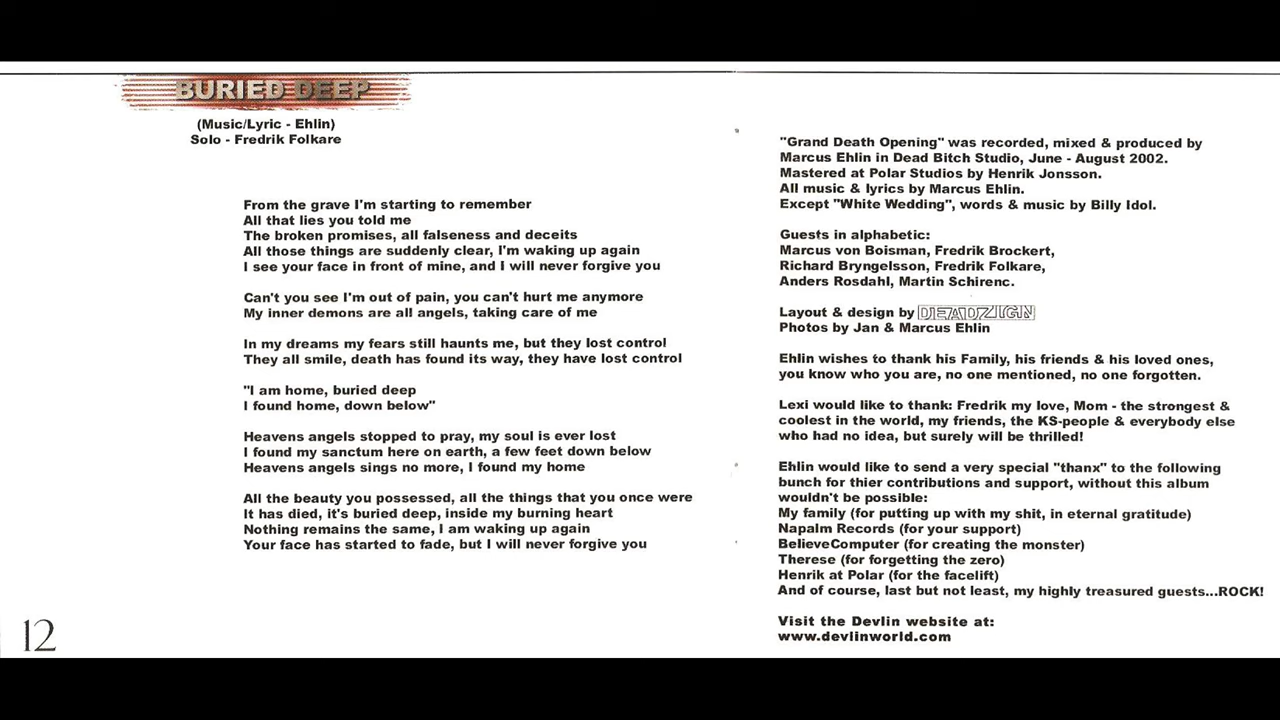 BURIED DEEP
(Music/Lyric - Ehlin)
Solo - Fredrik Folkare
From the grave I'm starting to remember
All that lies you told me
The broken promises, all falseness and deceits
All those things are suddenly clear, I'm waking up again
I see your face in front of mine, and I will never forgive you
Can't you see I'm out of pain, you can't hurt me anymore
My inner demons are all angels, taking care of me
In my dreams my fears still haunts me, but they lost control
They all smile, death has found its way, they have lost control
"I am home, buried deep
I found home, down below"
Heavens angels stopped to pray, my soul is ever lost
I found my sanctum here on earth, a few feet down below
Heavens angels sings no more, I found my home
All the beauty you possessed, all the things that you once were
It has died, it's buried deep, inside my burning heart
Nothing remains the same, I am waking up again
Your face has started to fade, but I will never forgive you
12
"Grand Death Opening" was recorded, mixed & produced by
Marcus Ehlin in Dead Bitch Studio, June - August 2002.
Mastered at Polar Studios by Henrik Jonsson.
All music & lyrics by Marcus Ehlin.
Except "White Wedding", words & music by Billy Idol.
Guests in alphabetic:
Marcus von Boisman, Fredrik Brockert,
Richard Bryngelsson, Fredrik Folkare,
Anders Rosdahl, Martin Schirenc.
Layout & design by DEADZIGN
Photos by Jan & Marcus Ehlin
Ehlin wishes to thank his Family, his friends & his loved ones,
you know who you are, no one mentioned, no one forgotten.
Lexi would like to thank: Fredrik my love, Mom - the strongest &
coolest in the world, my friends, the KS-people & everybody else
who had no idea, but surely will be thrilled!
Ehlin would like to send a very special "thanx" to the following
bunch for thier contributions and support, without this album
wouldn't be possible:
My family (for putting up with my shit, in eternal gratitude)
Napalm Records (for your support)
BelieveComputer (for creating the monster)
Therese (for forgetting the zero)
Henrik at Polar (for the facelift)
And of course, last but not least, my highly treasured guests...ROCK!
Visit the Devlin website at:
www.devlinworld.com